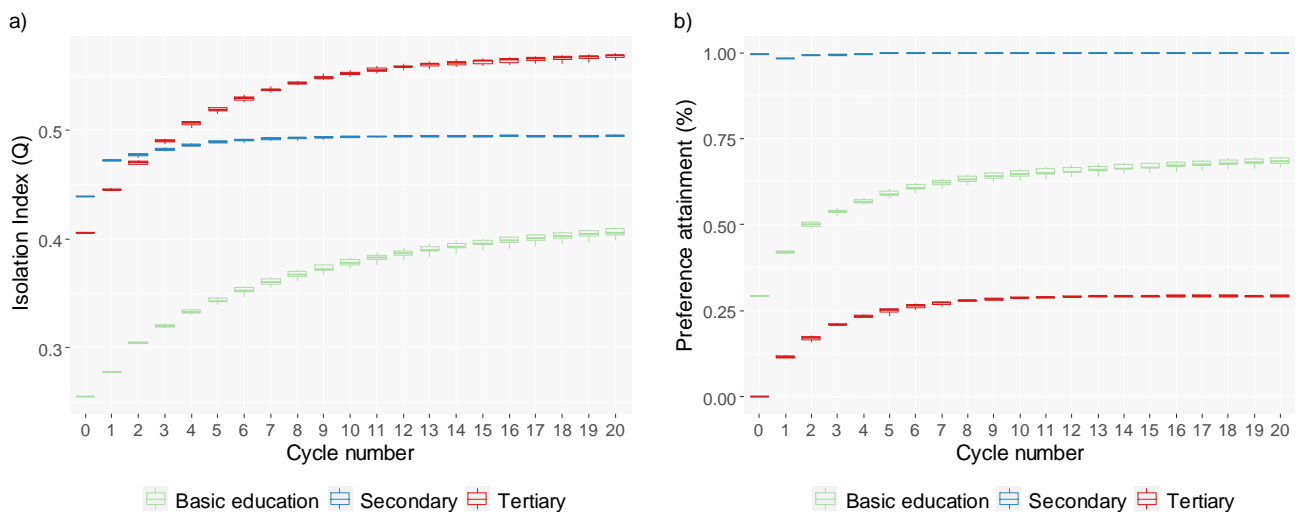 a)
Isolation Index (Q)
0.5
0.4
0.3
0 1 2 3 4 5 6 7 8 9 10 11 12 13 14 15 16 17 18 19 20
Cycle number
Basic education Secondary Tertiary
b)
Preference attainment (%)
1.00
0.75
0.50
0.25
0.00
0 1 2 3 4 5 6 7 8 9 10 11 12 13 14 15 16 17 18 19 20
Cycle number
Basic education Secondary Tertiary